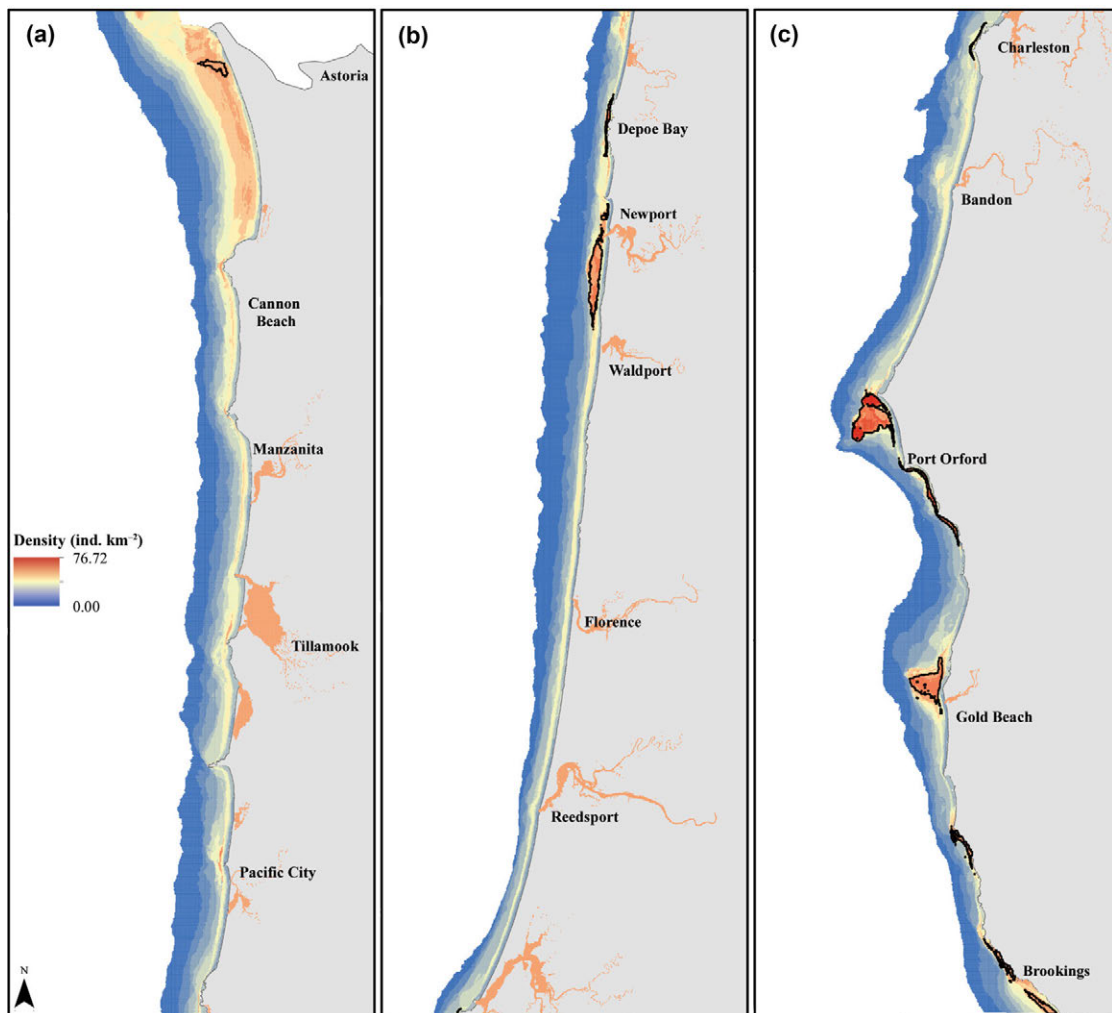 (a)
Astoria
Cannon
Beach
Manzanita
Density (ind. km⁻²)
76.72
0.00
Tillamook
Pacific City
N
(b)
Depoe Bay
Newport
Waldport
Florence
Reedsport
(c)
Charleston
Bandon
Port Orford
Gold Beach
Brookings